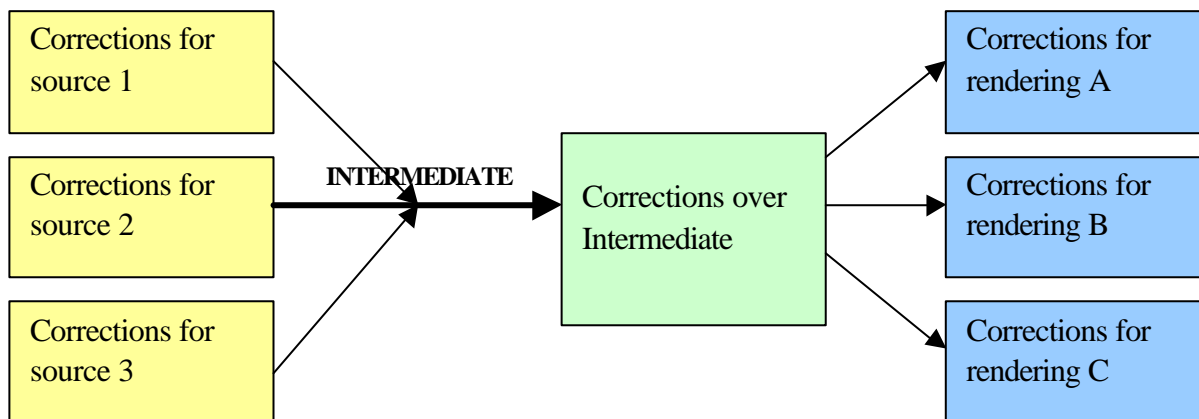 Corrections for
source 1
Corrections for
source 2
Corrections for
source 3
INTERMEDIATE
Corrections over
Intermediate
Corrections for
rendering A
Corrections for
rendering B
Corrections for
rendering C